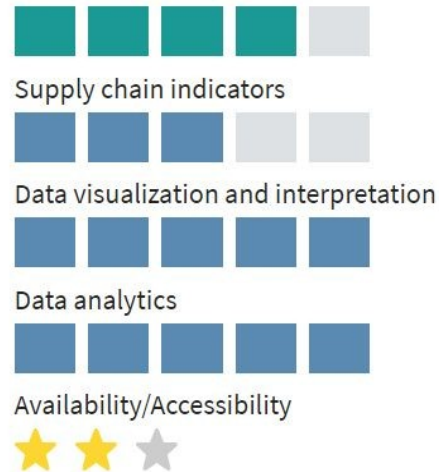 Supply chain indicators
Data visualization and interpretation
Data analytics
Availability/Accessibility